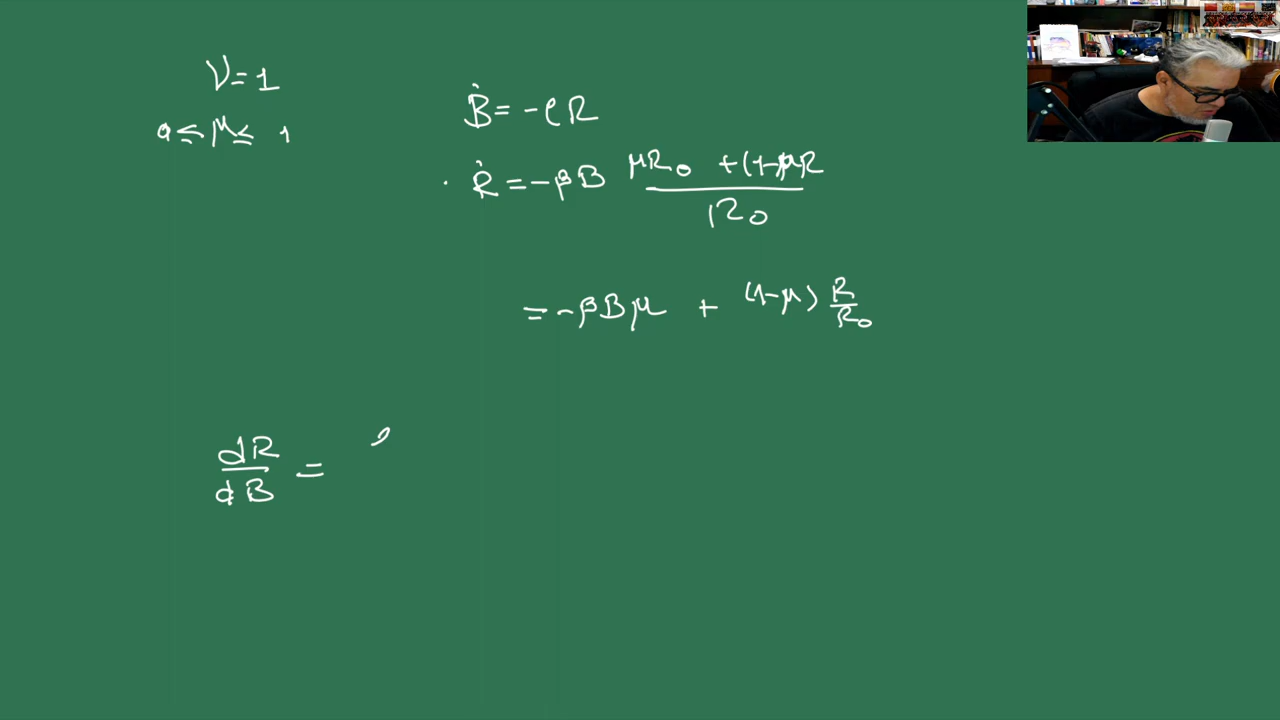 ν = 1
0 ≤ μ ≤ 1
Ḃ = -ρR
Ṙ = -βB (μR₀ + (1-μ)R) / R₀
= -βBμ + (1-μ) R/R₀
dR/dB =